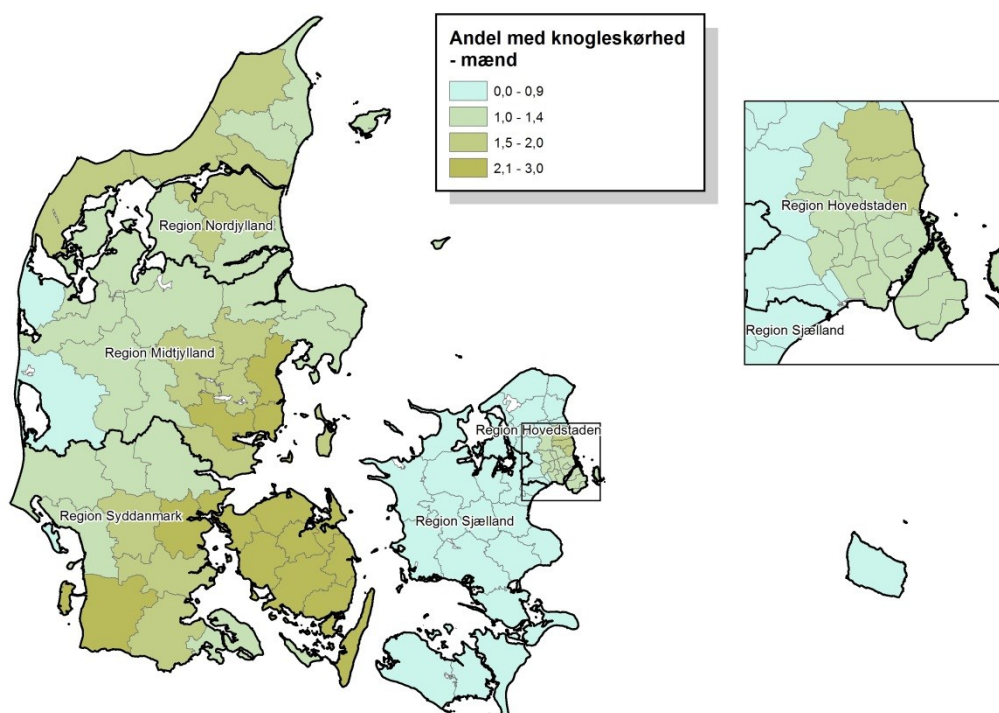 Andel med knogleskørhed
- mænd
0,0 - 0,9
1,0 - 1,4
1,5 - 2,0
2,1 - 3,0
Region Nordjylland
Region Midtjylland
Region Hovedstaden
Region Sjælland
Region Syddanmark
Region Hovedstaden
Region Sjælland